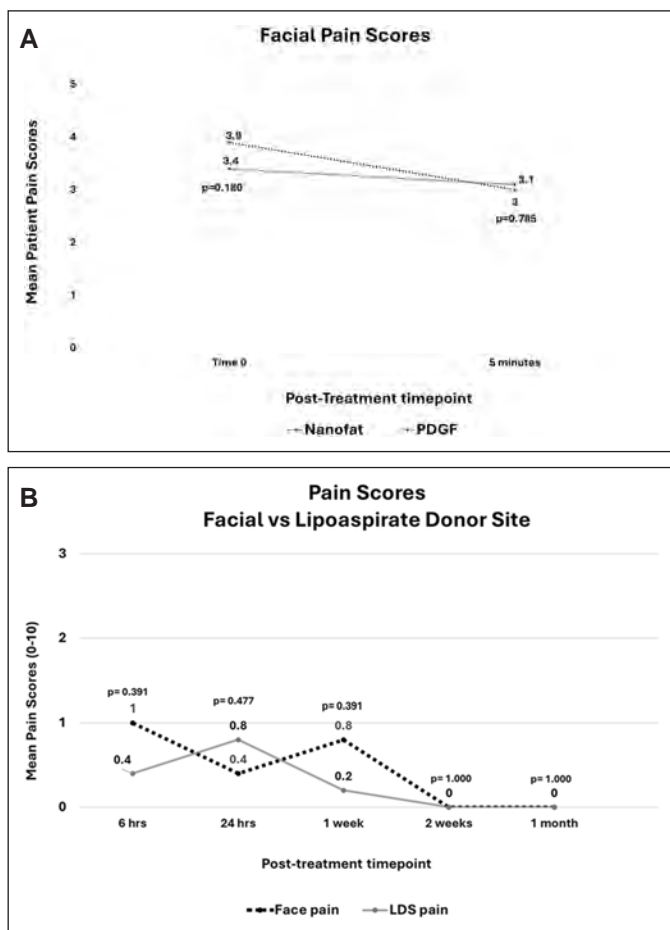 A
Facial Pain Scores
Mean Patient Pain Scores
5
4
3
2
1
0
3.9
3.4
p=0.180
3.1
3
p=0.785
Time 0
5 minutes
Post-Treatment timepoint
Nanofat
PDGF
B
Pain Scores
Facial vs Lipoaspirate Donor Site
Mean Pain Scores (0-10)
3
2
1
0
p= 0.391
1
0.4
p= 0.477
0.8
0.4
p= 0.391
0.8
0.2
p= 1.000
0
p= 1.000
0
6 hrs
24 hrs
1 week
2 weeks
1 month
Post-treatment timepoint
Face pain
LDS pain